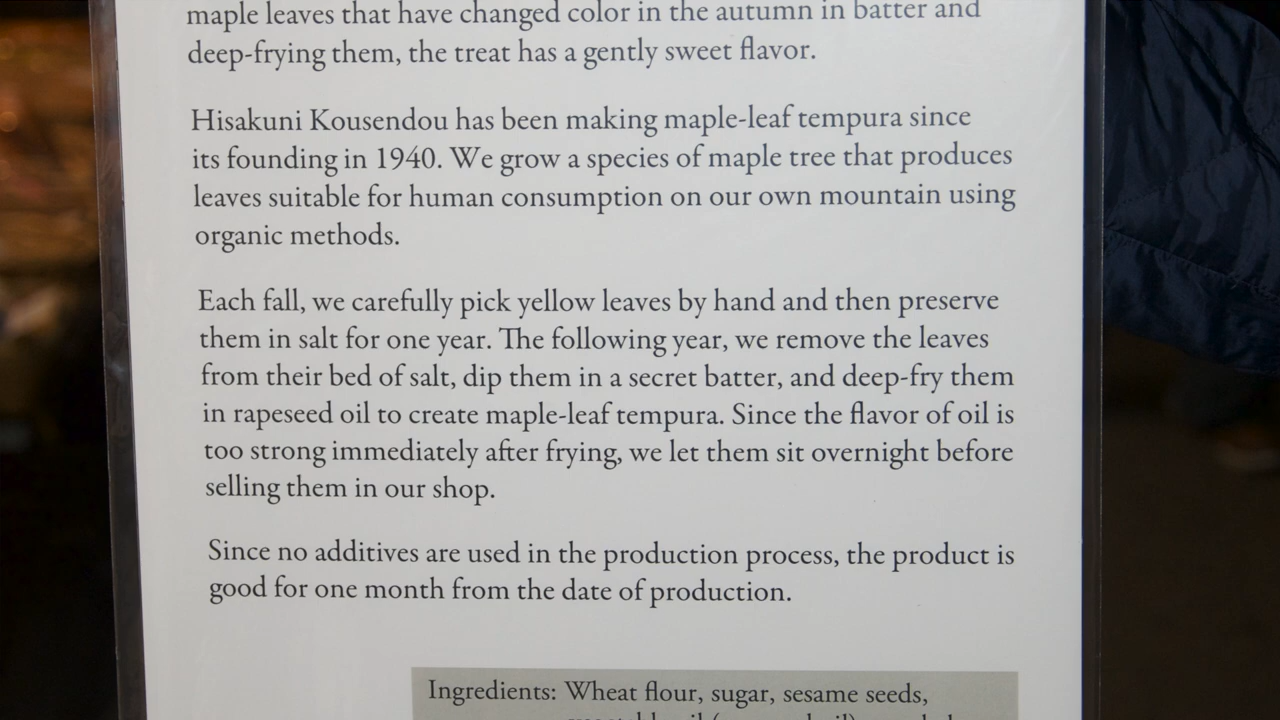 maple leaves that have changed color in the autumn in batter and
deep-frying them, the treat has a gently sweet flavor.
Hisakuni Kousendou has been making maple-leaf tempura since
its founding in 1940. We grow a species of maple tree that produces
leaves suitable for human consumption on our own mountain using
organic methods.
Each fall, we carefully pick yellow leaves by hand and then preserve
them in salt for one year. The following year, we remove the leaves
from their bed of salt, dip them in a secret batter, and deep-fry them
in rapeseed oil to create maple-leaf tempura. Since the flavor of oil is
too strong immediately after frying, we let them sit overnight before
selling them in our shop.
Since no additives are used in the production process, the product is
good for one month from the date of production.
Ingredients: Wheat flour, sugar, sesame seeds,